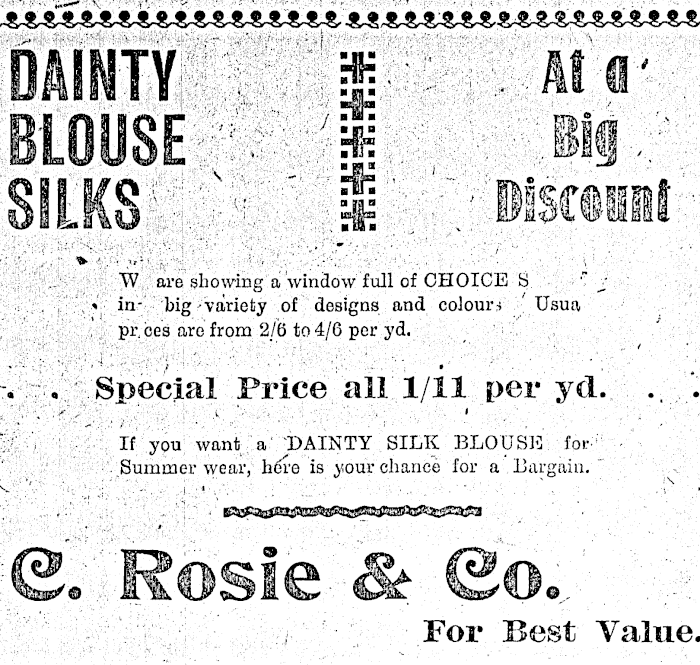 DAINTY
BLOUSE
SILKS
At a
Big
Discount
W are showing a window full of CHOICE S
in big variety of designs and colours Usua
prices are from 2/6 to 4/6 per yd.
. . Special Price all 1/11 per yd. . .
If you want a DAINTY SILK BLOUSE for
Summer wear, here is your chance for a Bargain.
C. Rosie & Co.
For Best Value.